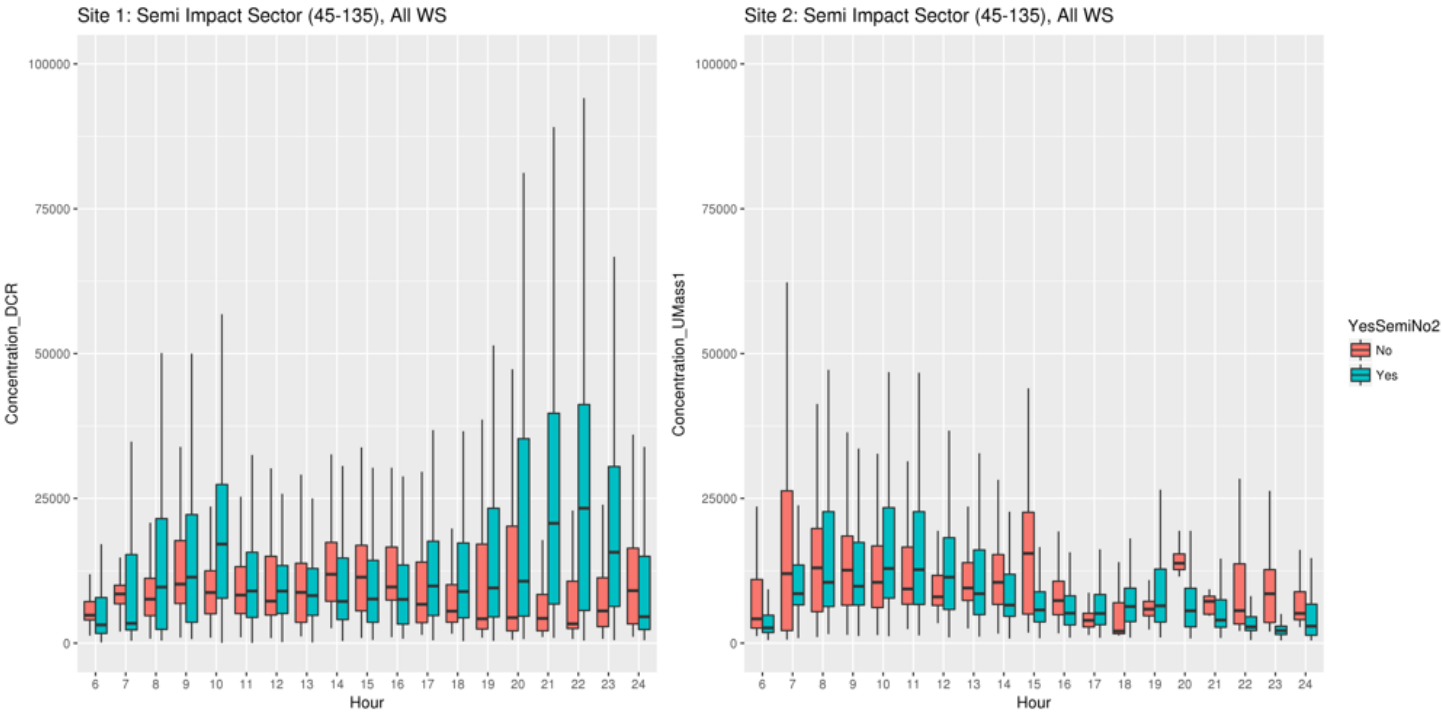 Site 1: Semi Impact Sector (45-135), All WS
Concentration_DCR
100000
75000
50000
25000
0
6 7 8 9 10 11 12 13 14 15 16 17 18 19 20 21 22 23 24
Hour
Site 2: Semi Impact Sector (45-135), All WS
Concentration_UMass1
100000
75000
50000
25000
0
6 7 8 9 10 11 12 13 14 15 16 17 18 19 20 21 22 23 24
Hour
YesSemiNo2
No
Yes